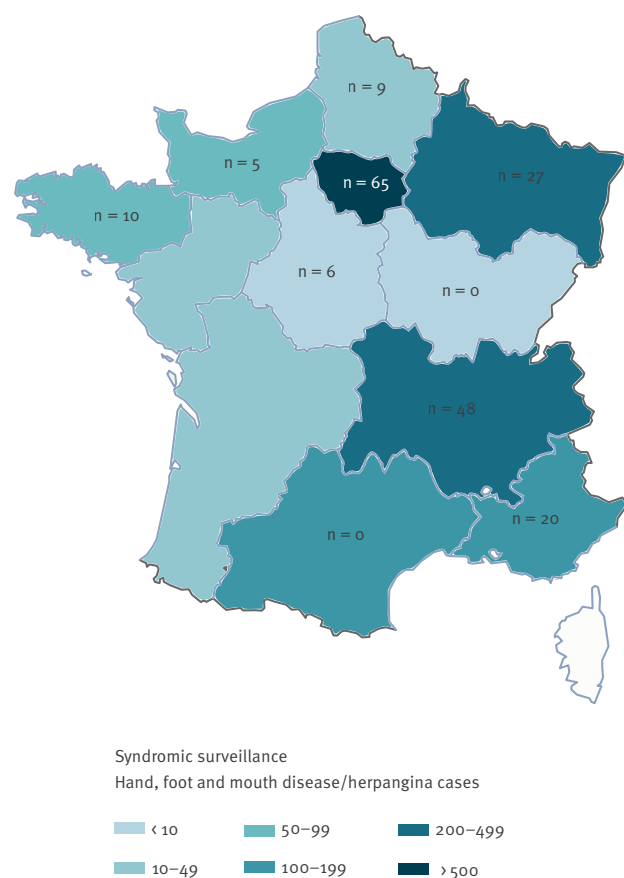 n = 9
n = 5
n = 65
n = 27
n = 10
n = 6
n = 0
n = 48
n = 20
n = 0
Syndromic surveillance
Hand, foot and mouth disease/herpangina cases
< 10
50–99
200–499
10–49
100–199
> 500